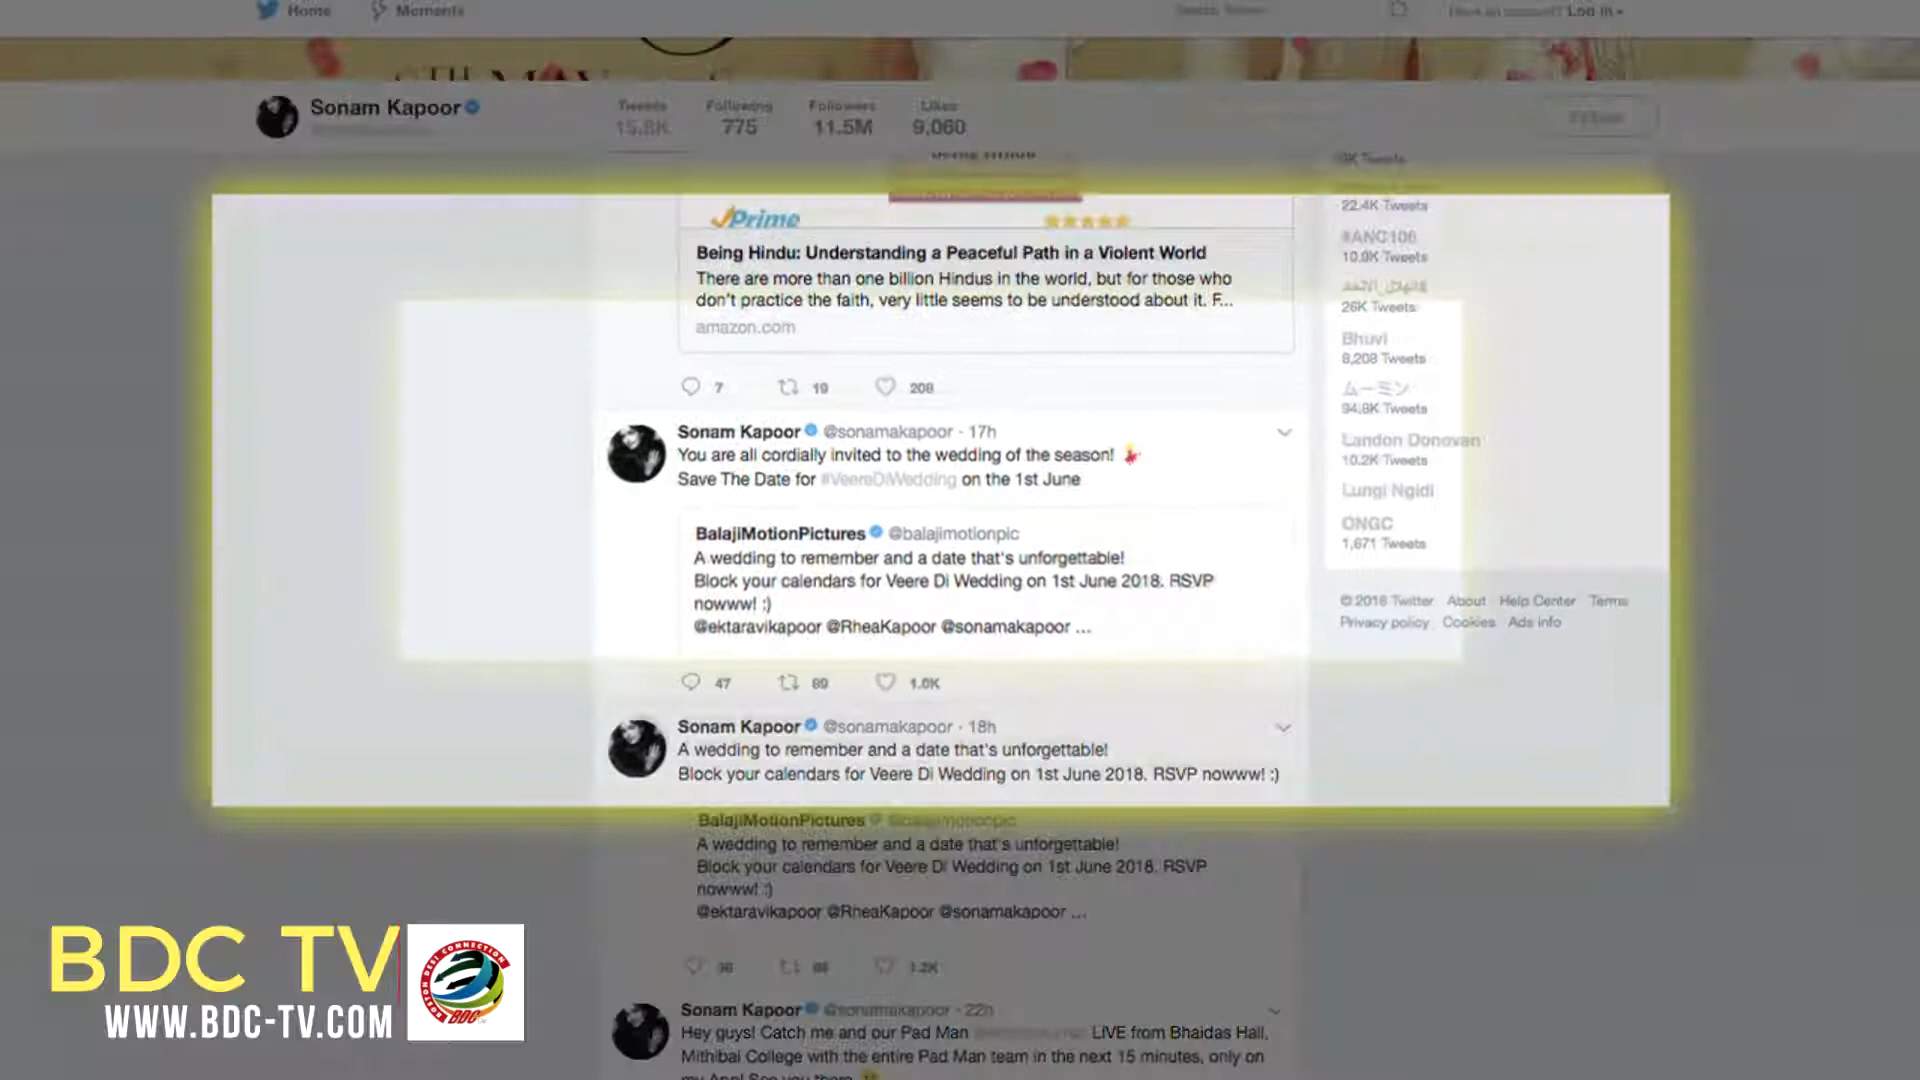 Home Moments Log in
Sonam Kapoor Tweets Following Followers Likes
15.8K 775 11.5M 9,060
Prime
Being Hindu: Understanding a Peaceful Path in a Violent World
There are more than one billion Hindus in the world, but for those who
don't practice the faith, very little seems to be understood about it. F...
amazon.com
7 19 208
Sonam Kapoor @sonamakapoor · 17h
You are all cordially invited to the wedding of the season!
Save The Date for #VeereDiWedding on the 1st June
BalajiMotionPictures @balajimotionpic
A wedding to remember and a date that's unforgettable!
Block your calendars for Veere Di Wedding on 1st June 2018. RSVP
nowww! :)
@ektaravikapoor @RheaKapoor @sonamakapoor ...
47 89 1.0K
Sonam Kapoor @sonamakapoor · 18h
A wedding to remember and a date that's unforgettable!
Block your calendars for Veere Di Wedding on 1st June 2018. RSVP nowww! :)
BalajiMotionPictures @balajimotionpic
A wedding to remember and a date that's unforgettable!
Block your calendars for Veere Di Wedding on 1st June 2018. RSVP
nowww! :)
@ektaravikapoor @RheaKapoor @sonamakapoor ...
1.2K
Sonam Kapoor @sonamakapoor · 22h
Hey guys! Catch me and our Pad Man LIVE from Bhaidas Hall,
Mithibai College with the entire Pad Man team in the next 15 minutes, only on
my App! See you there
Tweets
22.4K Tweets
#ANC106
10.9K Tweets
26K Tweets
Bhuvi
8,208 Tweets
ムーミン
94.8K Tweets
Landon Donovan
10.2K Tweets
Lungi Ngidi
ONGC
1,671 Tweets
© 2018 Twitter About Help Center Terms
Privacy policy Cookies Ads info
BDC TV
WWW.BDC-TV.COM
BOSTON DESI CONNECTION
BDC